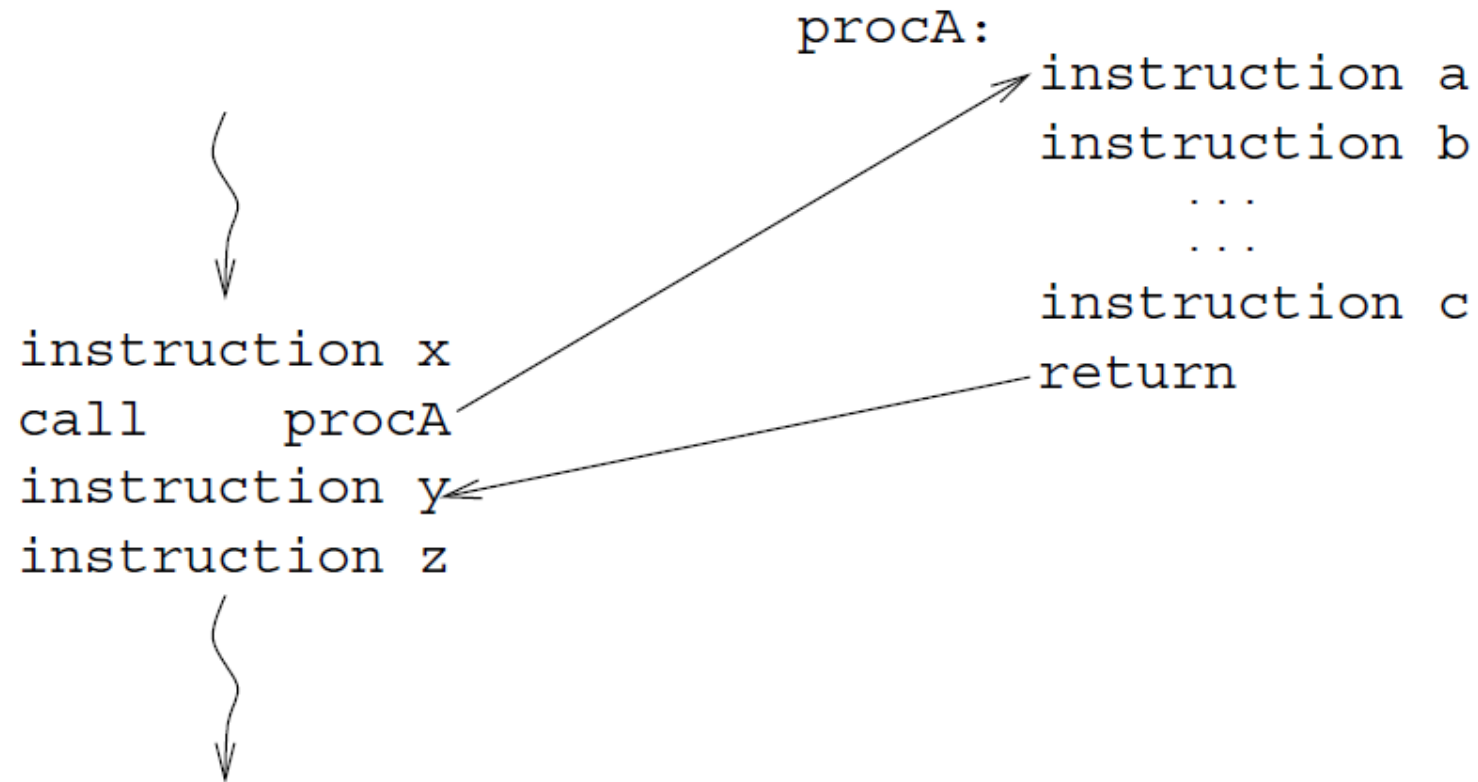 procA:
instruction a
instruction b
...
...
instruction c
return
instruction x
call procA
instruction y
instruction z